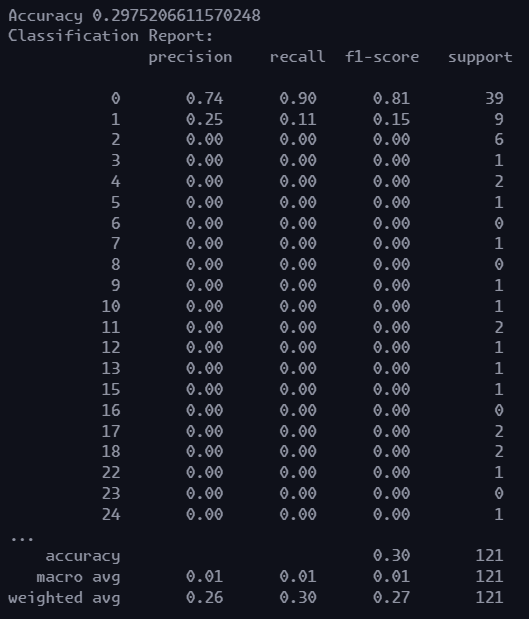 Accuracy 0.2975206611570248
Classification Report:
precision recall f1-score support
0 0.74 0.90 0.81 39
1 0.25 0.11 0.15 9
2 0.00 0.00 0.00 6
3 0.00 0.00 0.00 1
4 0.00 0.00 0.00 2
5 0.00 0.00 0.00 1
6 0.00 0.00 0.00 0
7 0.00 0.00 0.00 1
8 0.00 0.00 0.00 0
9 0.00 0.00 0.00 1
10 0.00 0.00 0.00 1
11 0.00 0.00 0.00 2
12 0.00 0.00 0.00 1
13 0.00 0.00 0.00 1
15 0.00 0.00 0.00 1
16 0.00 0.00 0.00 0
17 0.00 0.00 0.00 2
18 0.00 0.00 0.00 2
22 0.00 0.00 0.00 1
23 0.00 0.00 0.00 0
24 0.00 0.00 0.00 1
...
accuracy 0.30 121
macro avg 0.01 0.01 0.01 121
weighted avg 0.26 0.30 0.27 121